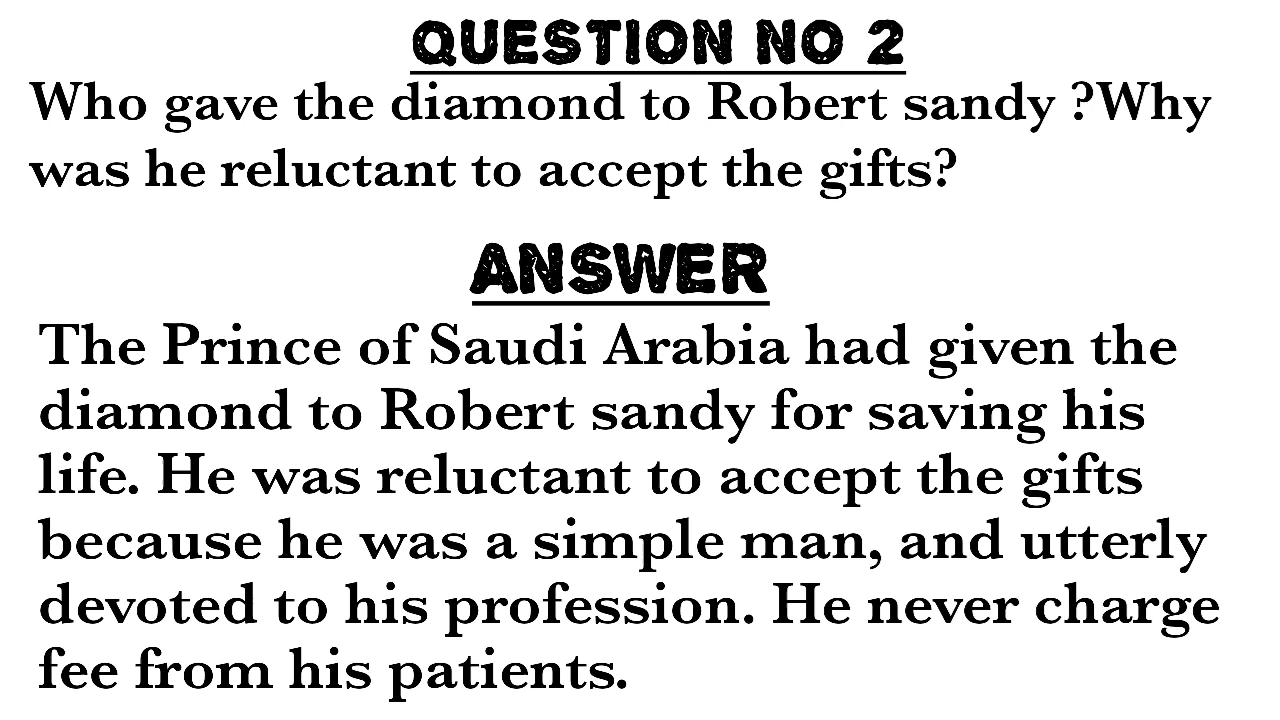 QUESTION NO 2
Who gave the diamond to Robert sandy ?Why
was he reluctant to accept the gifts?
ANSWER
The Prince of Saudi Arabia had given the
diamond to Robert sandy for saving his
life. He was reluctant to accept the gifts
because he was a simple man, and utterly
devoted to his profession. He never charge
fee from his patients.